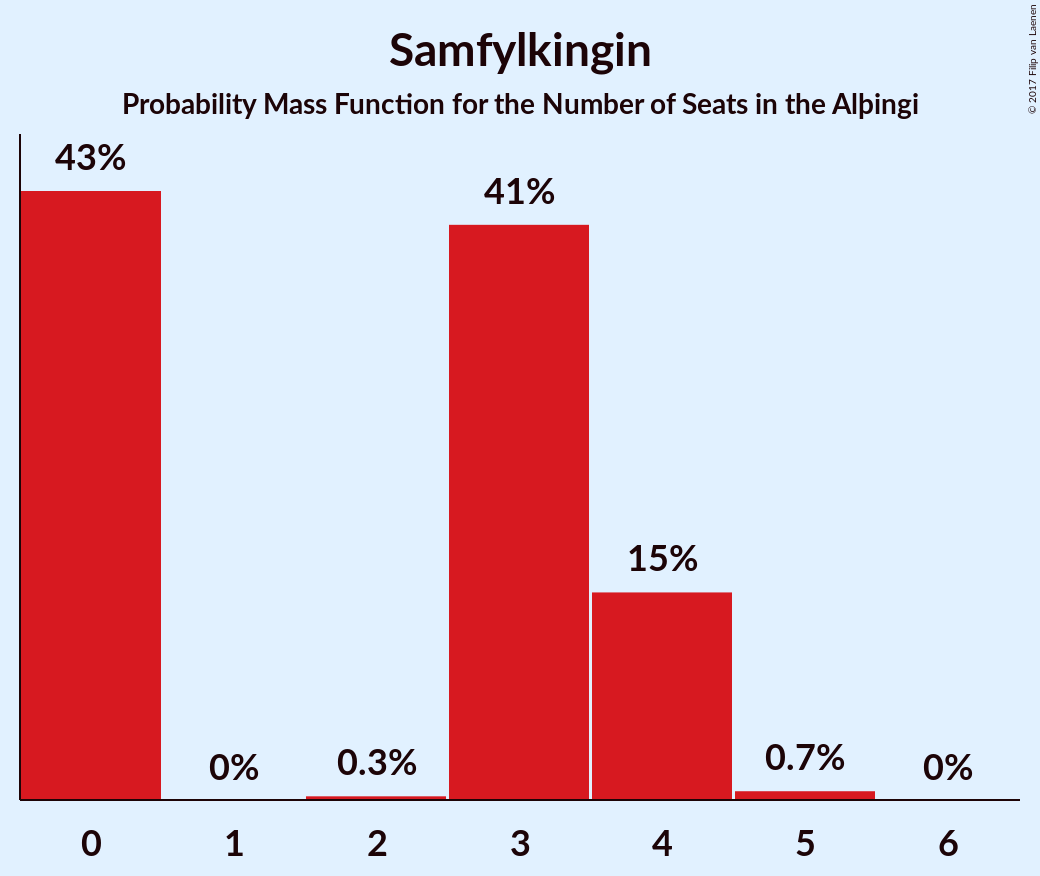 Samfylkingin
Probability Mass Function for the Number of Seats in the Alþingi
© 2017 Filip van Laenen
43%
0%
0.3%
41%
15%
0.7%
0%
0 1 2 3 4 5 6